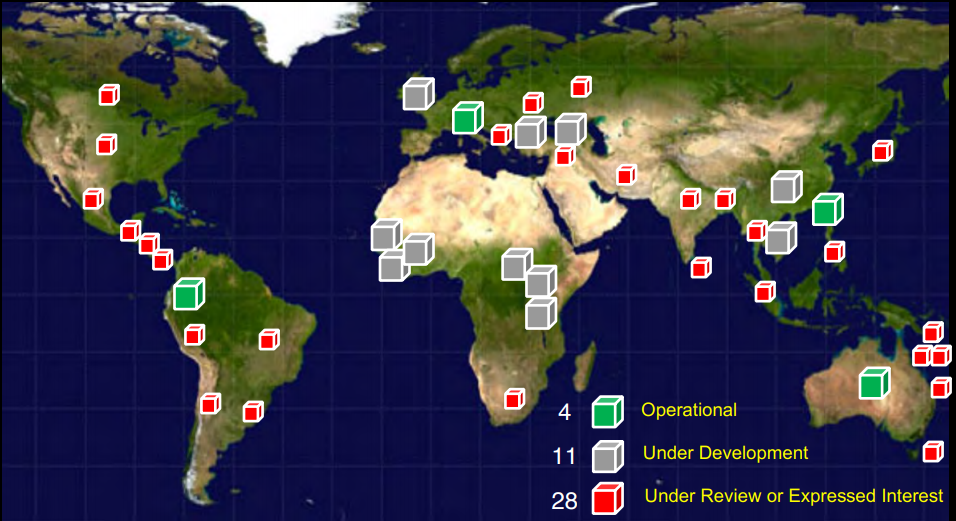 4 Operational
11 Under Development
28 Under Review or Expressed Interest